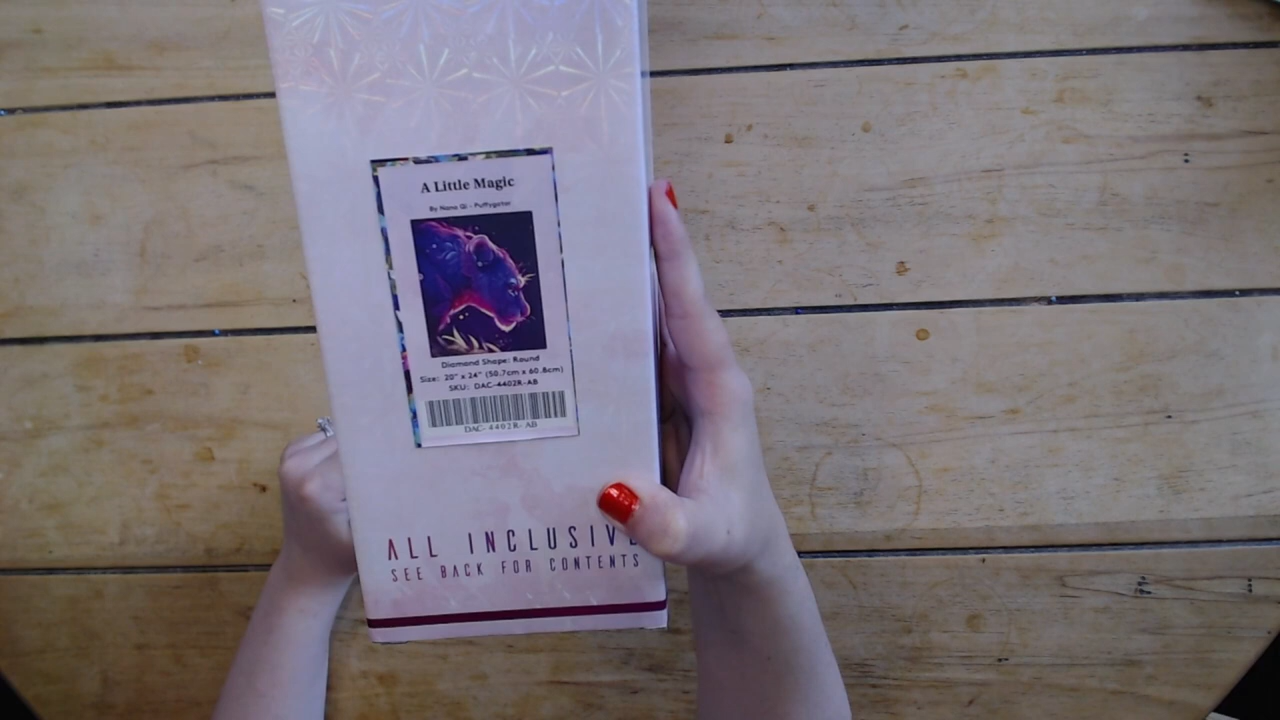 A Little Magic
By Nana Qi - Puffygator
Diamond Shape: Round
Size: 20" x 24" (50.7cm x 60.8cm)
SKU: DAC-4402R-AB
DAC-4402R-AB
ALL INCLUSIVE
SEE BACK FOR CONTENTS